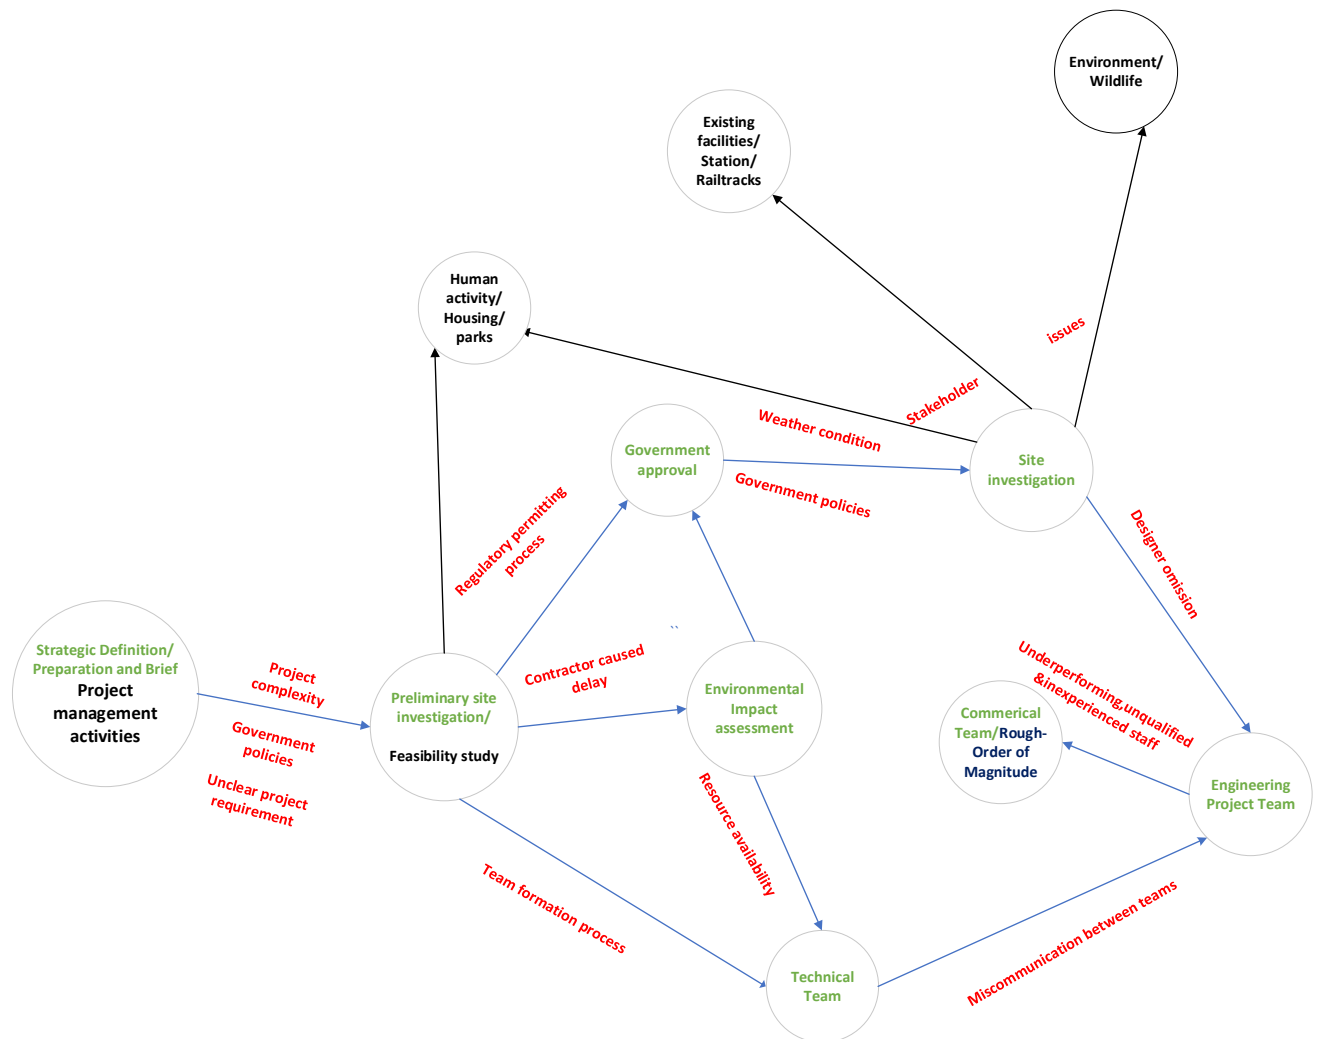 Environment/
Wildlife
Existing
facilities/
Station/
Railtracks
Human
activity/
Housing/
parks
issues
Stakeholder
Weather condition
Government
approval
Site
investigation
Government policies
Regulatory permitting
process
Designer omission
Strategic Definition/
Preparation and Brief
Project
management
activities
Project
complexity
Government
policies
Unclear project
requirement
Preliminary site
investigation/
Feasibility study
Contractor caused
delay
``
Environmental
Impact
assessment
Underperforming,unqualified
&inexperienced staff
Commerical
Team/Rough-
Order of
Magnitude
Engineering
Project Team
Resource availability
Team formation process
Technical
Team
Miscommunication between teams